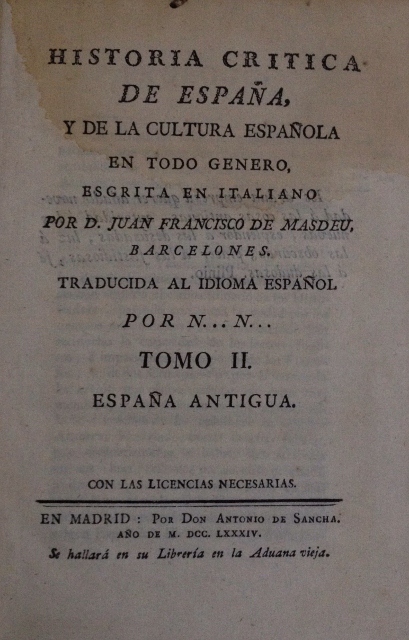 HISTORIA CRITICA
DE ESPAÑA,
Y DE LA CULTURA ESPAÑOLA
EN TODO GENERO,
ESCRITA EN ITALIANO
POR D. JUAN FRANCISCO DE MASDEU,
BARCELONES.
TRADUCIDA AL IDIOMA ESPAÑOL
POR N... N...
TOMO II.
ESPAÑA ANTIGUA.
CON LAS LICENCIAS NECESARIAS.
EN MADRID : POR DON ANTONIO DE SANCHA.
AÑO DE M. DCC. LXXXIV.
Se hallará en su Librería en la Aduana vieja.